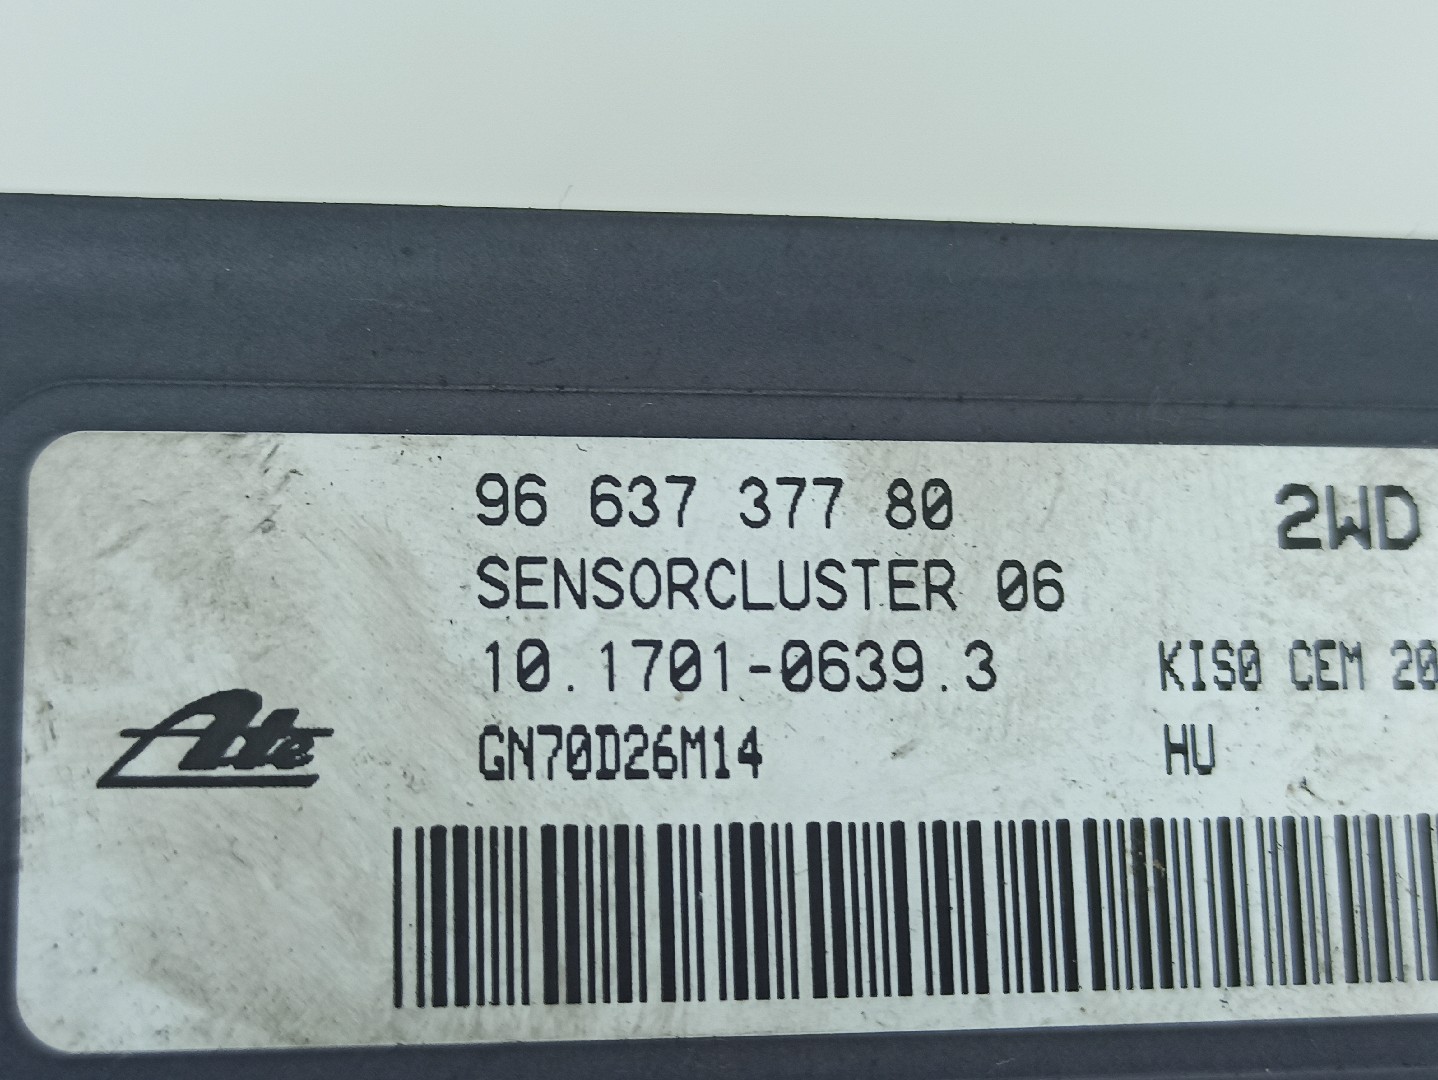 96 637 377 80 2WD
SENSORCLUSTER 06
10.1701-0639.3 KIS0 CEM 20
Ate GN70D26M14 HU